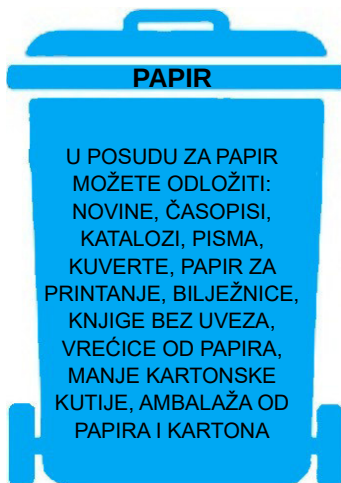 PAPIR
U POSUDU ZA PAPIR
MOŽETE ODLOŽITI:
NOVINE, ČASOPISI,
KATALOZI, PISMA,
KUVERTE, PAPIR ZA
PRINTANJE, BILJEŽNICE,
KNJIGE BEZ UVEZA,
VREĆICE OD PAPIRA,
MANJE KARTONSKE
KUTIJE, AMBALAŽA OD
PAPIRA I KARTONA